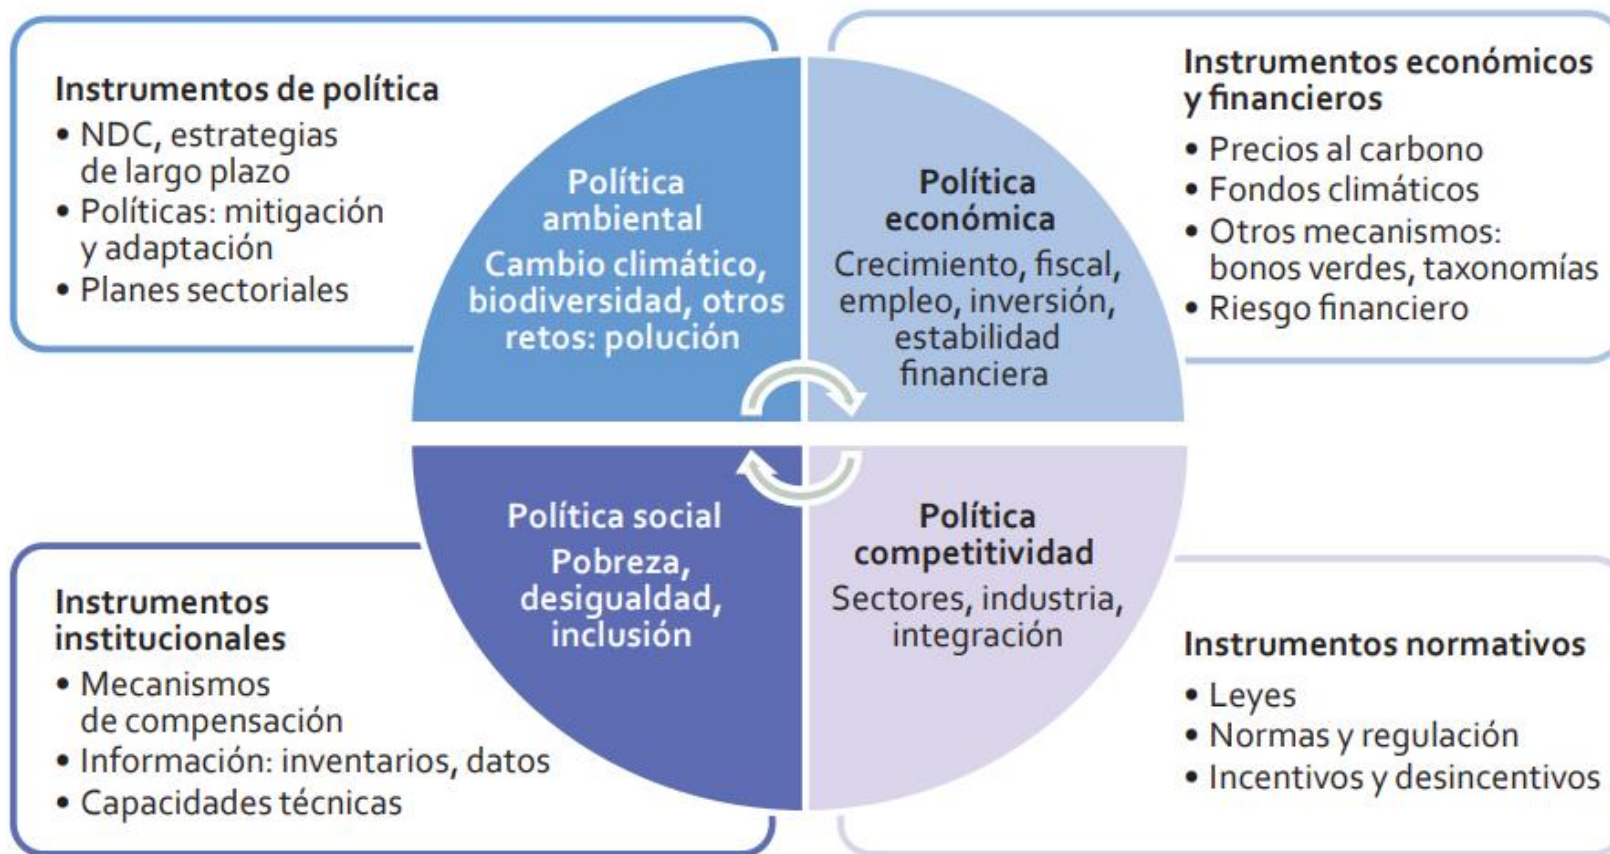 Instrumentos de política
• NDC, estrategias
de largo plazo
• Políticas: mitigación
y adaptación
• Planes sectoriales
Política
ambiental
Cambio climático,
biodiversidad, otros
retos: polución
Política
económica
Crecimiento, fiscal,
empleo, inversión,
estabilidad
financiera
Instrumentos económicos
y financieros
• Precios al carbono
• Fondos climáticos
• Otros mecanismos:
bonos verdes, taxonomías
• Riesgo financiero
Instrumentos
institucionales
• Mecanismos
de compensación
• Información: inventarios, datos
• Capacidades técnicas
Política social
Pobreza,
desigualdad,
inclusión
Política
competitividad
Sectores, industria,
integración
Instrumentos normativos
• Leyes
• Normas y regulación
• Incentivos y desincentivos